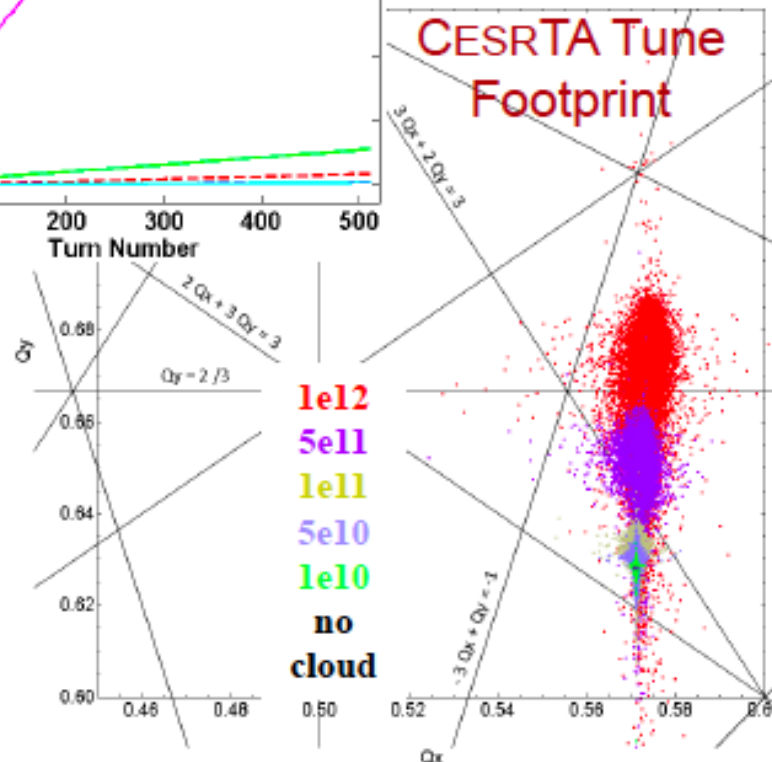 CESRTA Tune
Footprint
3 Qx + 2 Qy = 3
200
300
400
500
Turn Number
2 Qx + 3 Qy = 3
Qy
0.68
Qy = 2 /3
0.66
1e12
5e11
1e11
5e10
1e10
no
cloud
0.64
0.62
- 3 Qx + Qy = -1
0.60
0.46
0.48
0.50
0.52
0.54
0.56
0.58
Qx